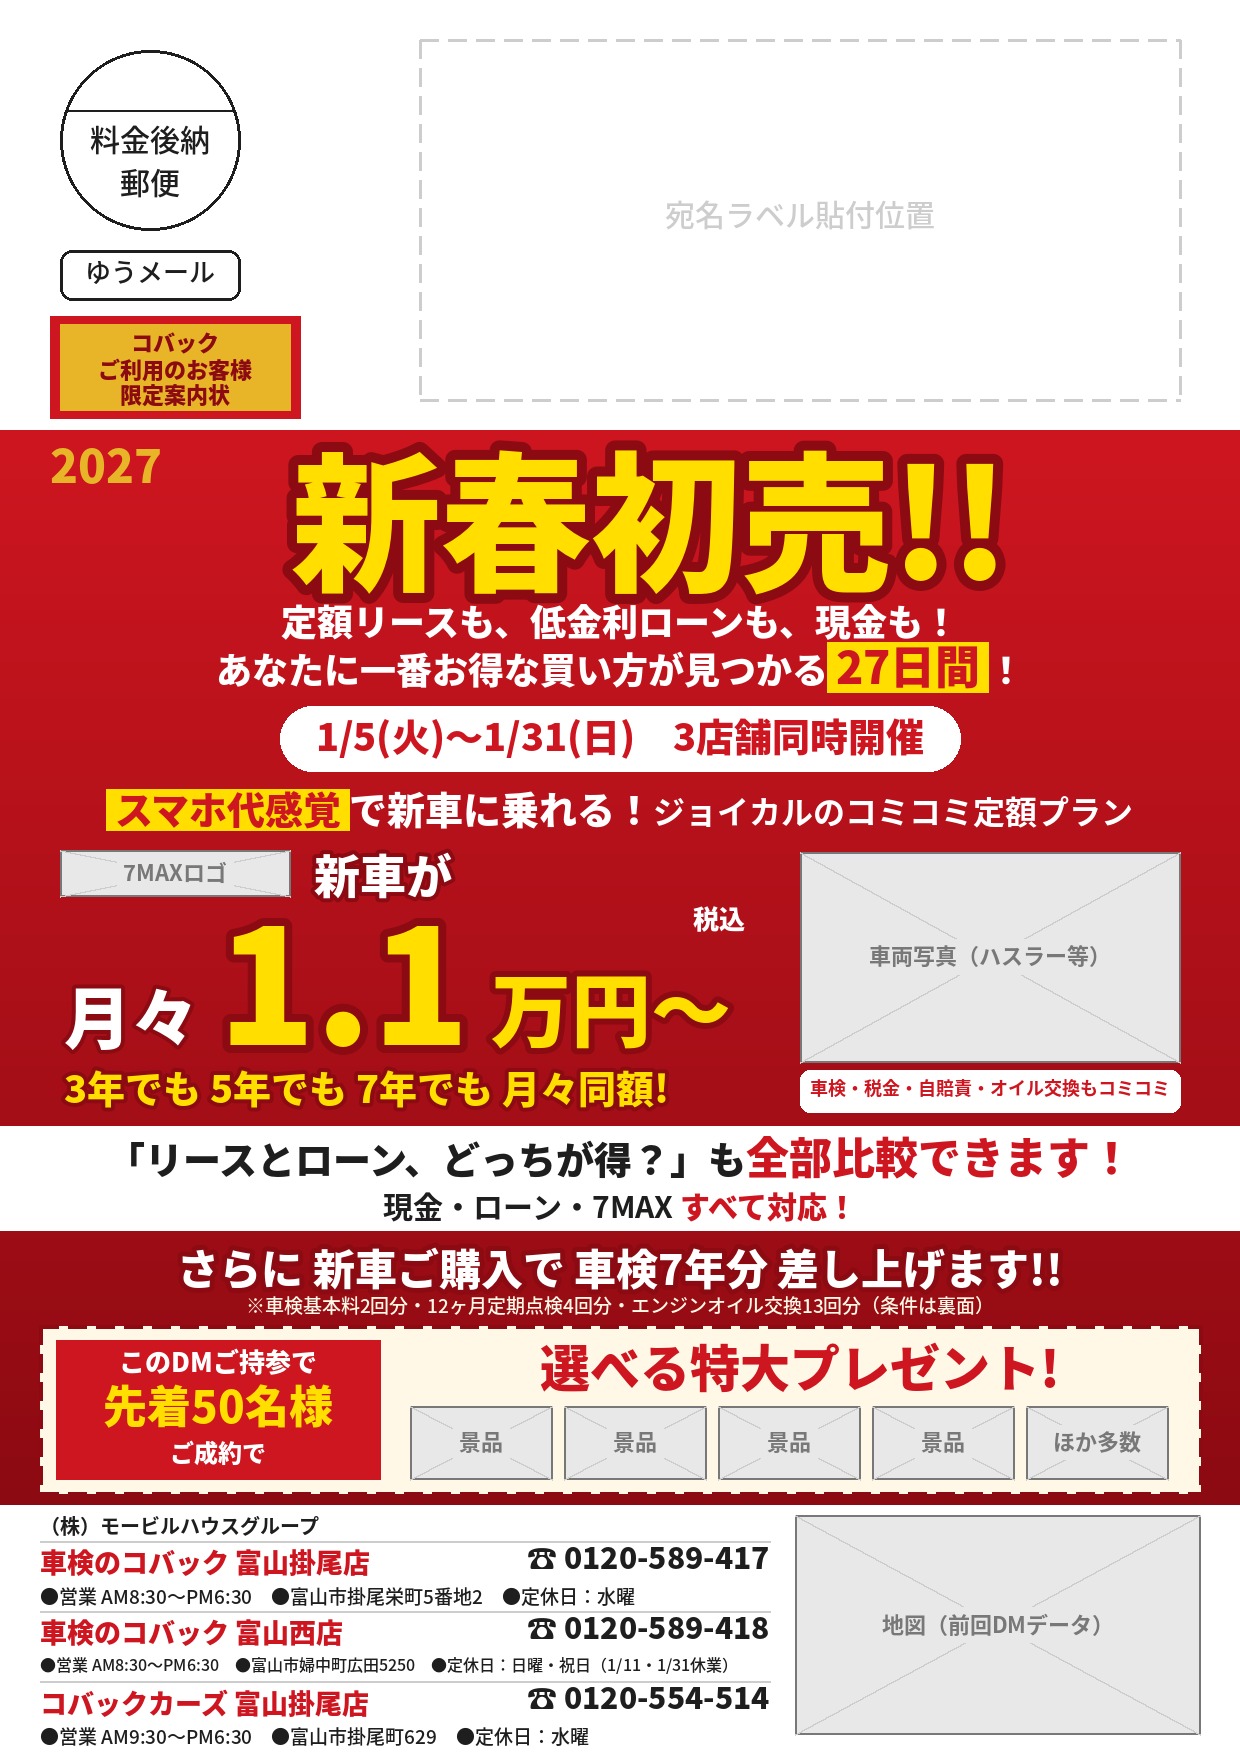 料金後納
郵便
ゆうメール
コバック
ご利用のお客様
限定案内状
宛名ラベル貼付位置
2027
新春初売!!
定額リースも、低金利ローンも、現金も！
あなたに一番お得な買い方が見つかる27日間！
1/5(火)〜1/31(日)　3店舗同時開催
スマホ代感覚で新車に乗れる！ジョイカルのコミコミ定額プラン
7MAXロゴ 新車が
税込
月々 1.1 万円〜
3年でも 5年でも 7年でも 月々同額!
車両写真（ハスラー等）
車検・税金・自賠責・オイル交換もコミコミ
「リースとローン、どっちが得？」も全部比較できます！
現金・ローン・7MAX すべて対応！
さらに 新車ご購入で 車検7年分 差し上げます!!
※車検基本料2回分・12ヶ月定期点検4回分・エンジンオイル交換13回分（条件は裏面）
このDMご持参で
先着50名様
ご成約で
選べる特大プレゼント!
景品 景品 景品 景品 ほか多数
（株）モービルハウスグループ
車検のコバック 富山掛尾店 ☎ 0120-589-417
●営業 AM8:30〜PM6:30　●富山市掛尾栄町5番地2　●定休日：水曜
車検のコバック 富山西店 ☎ 0120-589-418
●営業 AM8:30〜PM6:30　●富山市婦中町広田5250　●定休日：日曜・祝日（1/11・1/31休業）
コバックカーズ 富山掛尾店 ☎ 0120-554-514
●営業 AM9:30〜PM6:30　●富山市掛尾町629　●定休日：水曜
地図（前回DMデータ）